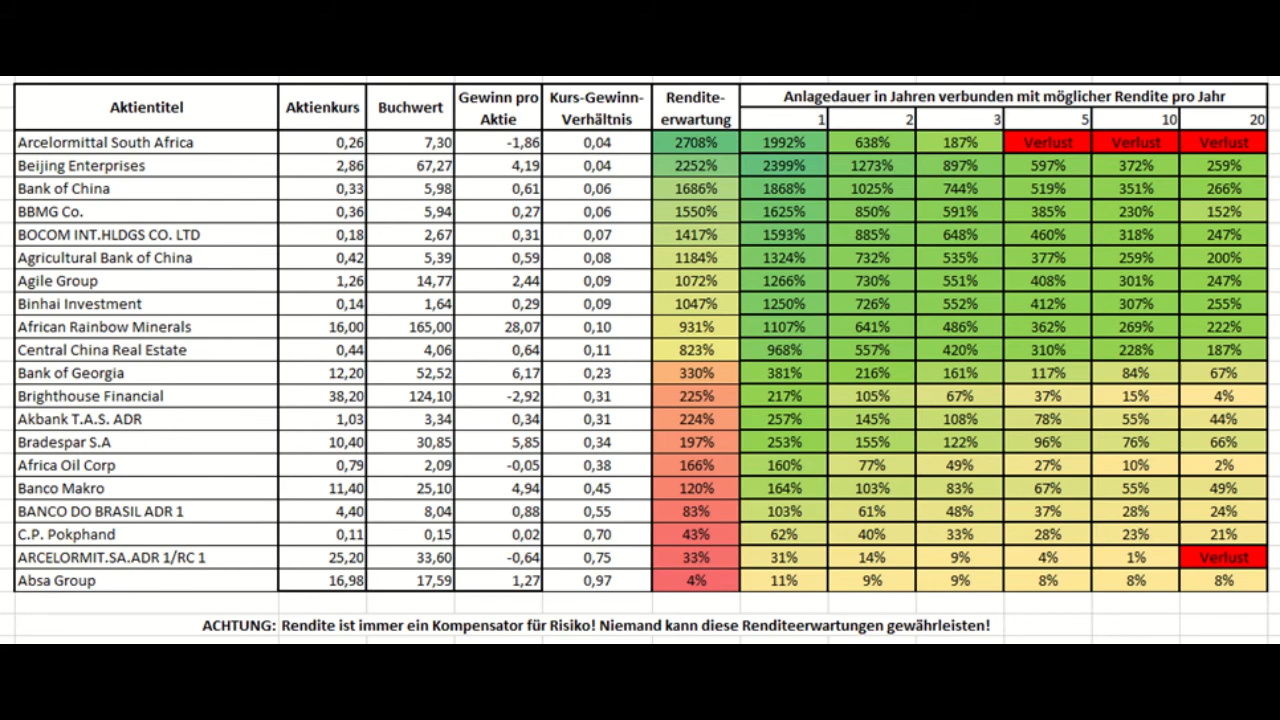 Aktientitel Aktienkurs Buchwert Gewinn pro Aktie Kurs-Gewinn-Verhältnis Rendite-erwartung Anlagedauer in Jahren verbunden mit möglicher Rendite pro Jahr
1 2 3 5 10 20
Arcelormittal South Africa 0,26 7,30 -1,86 0,04 2708% 1992% 638% 187% Verlust Verlust Verlust
Beijing Enterprises 2,86 67,27 4,19 0,04 2252% 2399% 1273% 897% 597% 372% 259%
Bank of China 0,33 5,98 0,61 0,06 1686% 1868% 1025% 744% 519% 351% 266%
BBMG Co. 0,36 5,94 0,27 0,06 1550% 1625% 850% 591% 385% 230% 152%
BOCOM INT.HLDGS CO. LTD 0,18 2,67 0,31 0,07 1417% 1593% 885% 648% 460% 318% 247%
Agricultural Bank of China 0,42 5,39 0,59 0,08 1184% 1324% 732% 535% 377% 259% 200%
Agile Group 1,26 14,77 2,44 0,09 1072% 1266% 730% 551% 408% 301% 247%
Binhai Investment 0,14 1,64 0,29 0,09 1047% 1250% 726% 552% 412% 307% 255%
African Rainbow Minerals 16,00 165,00 28,07 0,10 931% 1107% 641% 486% 362% 269% 222%
Central China Real Estate 0,44 4,06 0,64 0,11 823% 968% 557% 420% 310% 228% 187%
Bank of Georgia 12,20 52,52 6,17 0,23 330% 381% 216% 161% 117% 84% 67%
Brighthouse Financial 38,20 124,10 -2,92 0,31 225% 217% 105% 67% 37% 15% 4%
Akbank T.A.S. ADR 1,03 3,34 0,34 0,31 224% 257% 145% 108% 78% 55% 44%
Bradespar S.A 10,40 30,85 5,85 0,34 197% 253% 155% 122% 96% 76% 66%
Africa Oil Corp 0,79 2,09 -0,05 0,38 166% 160% 77% 49% 27% 10% 2%
Banco Makro 11,40 25,10 4,94 0,45 120% 164% 103% 83% 67% 55% 49%
BANCO DO BRASIL ADR 1 4,40 8,04 0,88 0,55 83% 103% 61% 48% 37% 28% 24%
C.P. Pokphand 0,11 0,15 0,02 0,70 43% 62% 40% 33% 28% 23% 21%
ARCELORMIT.SA.ADR 1/RC 1 25,20 33,60 -0,64 0,75 33% 31% 14% 9% 4% 1% Verlust
Absa Group 16,98 17,59 1,27 0,97 4% 11% 9% 9% 8% 8% 8%
ACHTUNG: Rendite ist immer ein Kompensator für Risiko! Niemand kann diese Renditeerwartungen gewährleisten!